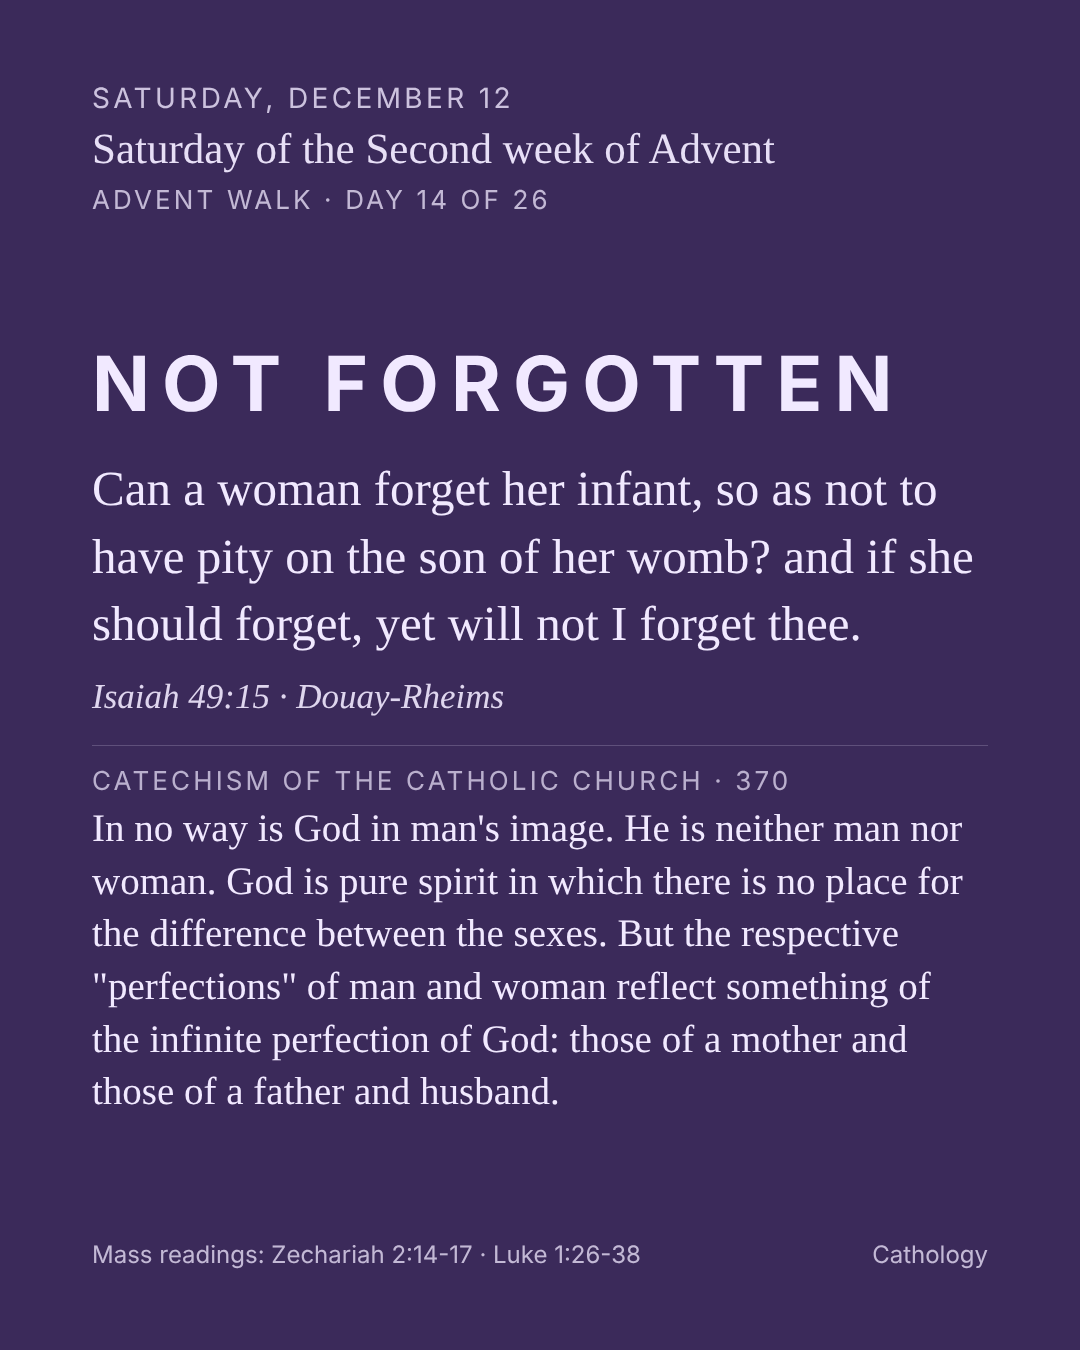 SATURDAY, DECEMBER 12
Saturday of the Second week of Advent
ADVENT WALK · DAY 14 OF 26
NOT FORGOTTEN
Can a woman forget her infant, so as not to
have pity on the son of her womb? and if she
should forget, yet will not I forget thee.
Isaiah 49:15 · Douay-Rheims
CATECHISM OF THE CATHOLIC CHURCH · 370
In no way is God in man's image. He is neither man nor
woman. God is pure spirit in which there is no place for
the difference between the sexes. But the respective
"perfections" of man and woman reflect something of
the infinite perfection of God: those of a mother and
those of a father and husband.
Mass readings: Zechariah 2:14-17 · Luke 1:26-38
Cathology